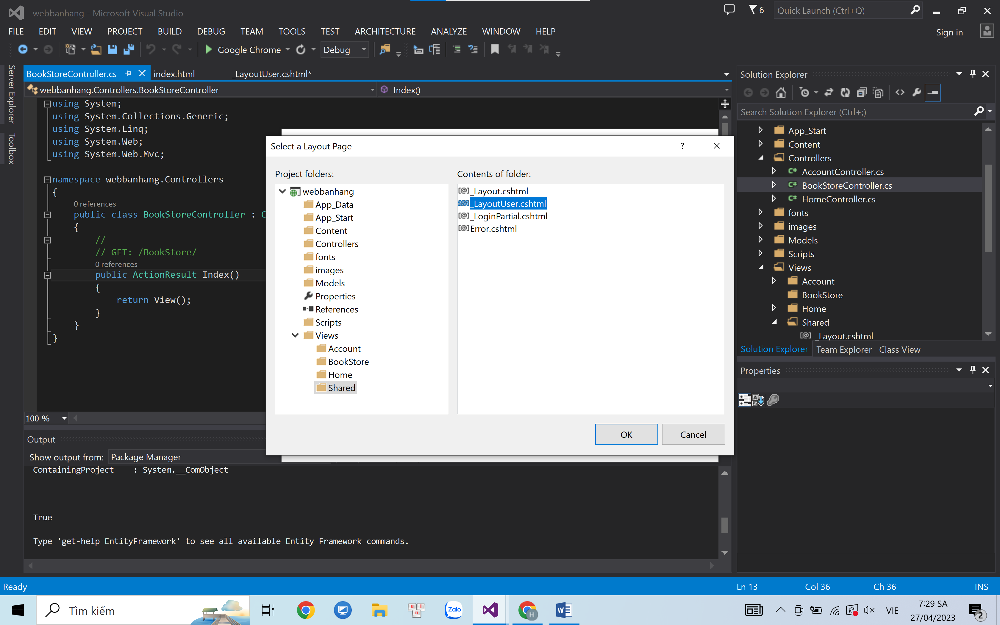 webbanhang - Microsoft Visual Studio
6
Quick Launch (Ctrl+Q)
FILE EDIT VIEW PROJECT BUILD DEBUG TEAM TOOLS TEST ARCHITECTURE ANALYZE WINDOW HELP
Sign in
Google Chrome Debug
Server Explorer
Toolbox
BookStoreController.cs index.html _LayoutUser.cshtml*
webbanhang.Controllers.BookStoreController Index()
using System;
using System.Collections.Generic;
using System.Linq;
using System.Web;
using System.Web.Mvc;
namespace webbanhang.Controllers
{
0 references
public class BookStoreController : C
{
//
// GET: /BookStore/
0 references
public ActionResult Index()
{
return View();
}
}
}
100 %
Select a Layout Page
?
Project folders:
webbanhang
App_Data
App_Start
Content
Controllers
fonts
images
Models
Properties
References
Scripts
Views
Account
BookStore
Home
Shared
Contents of folder:
_Layout.cshtml
_LayoutUser.cshtml
_LoginPartial.cshtml
Error.cshtml
OK Cancel
Output
Show output from: Package Manager
ContainingProject : System.__ComObject
True
Type 'get-help EntityFramework' to see all available Entity Framework commands.
Solution Explorer
Search Solution Explorer (Ctrl+;)
App_Start
Content
Controllers
C# AccountController.cs
C# BookStoreController.cs
C# HomeController.cs
fonts
images
Models
Scripts
Views
Account
BookStore
Home
Shared
_Layout.cshtml
Solution Explorer Team Explorer Class View
Properties
Ready Ln 13 Col 36 Ch 36 INS
Tìm kiếm
Zalo
VIE
7:29 SA
27/04/2023
2